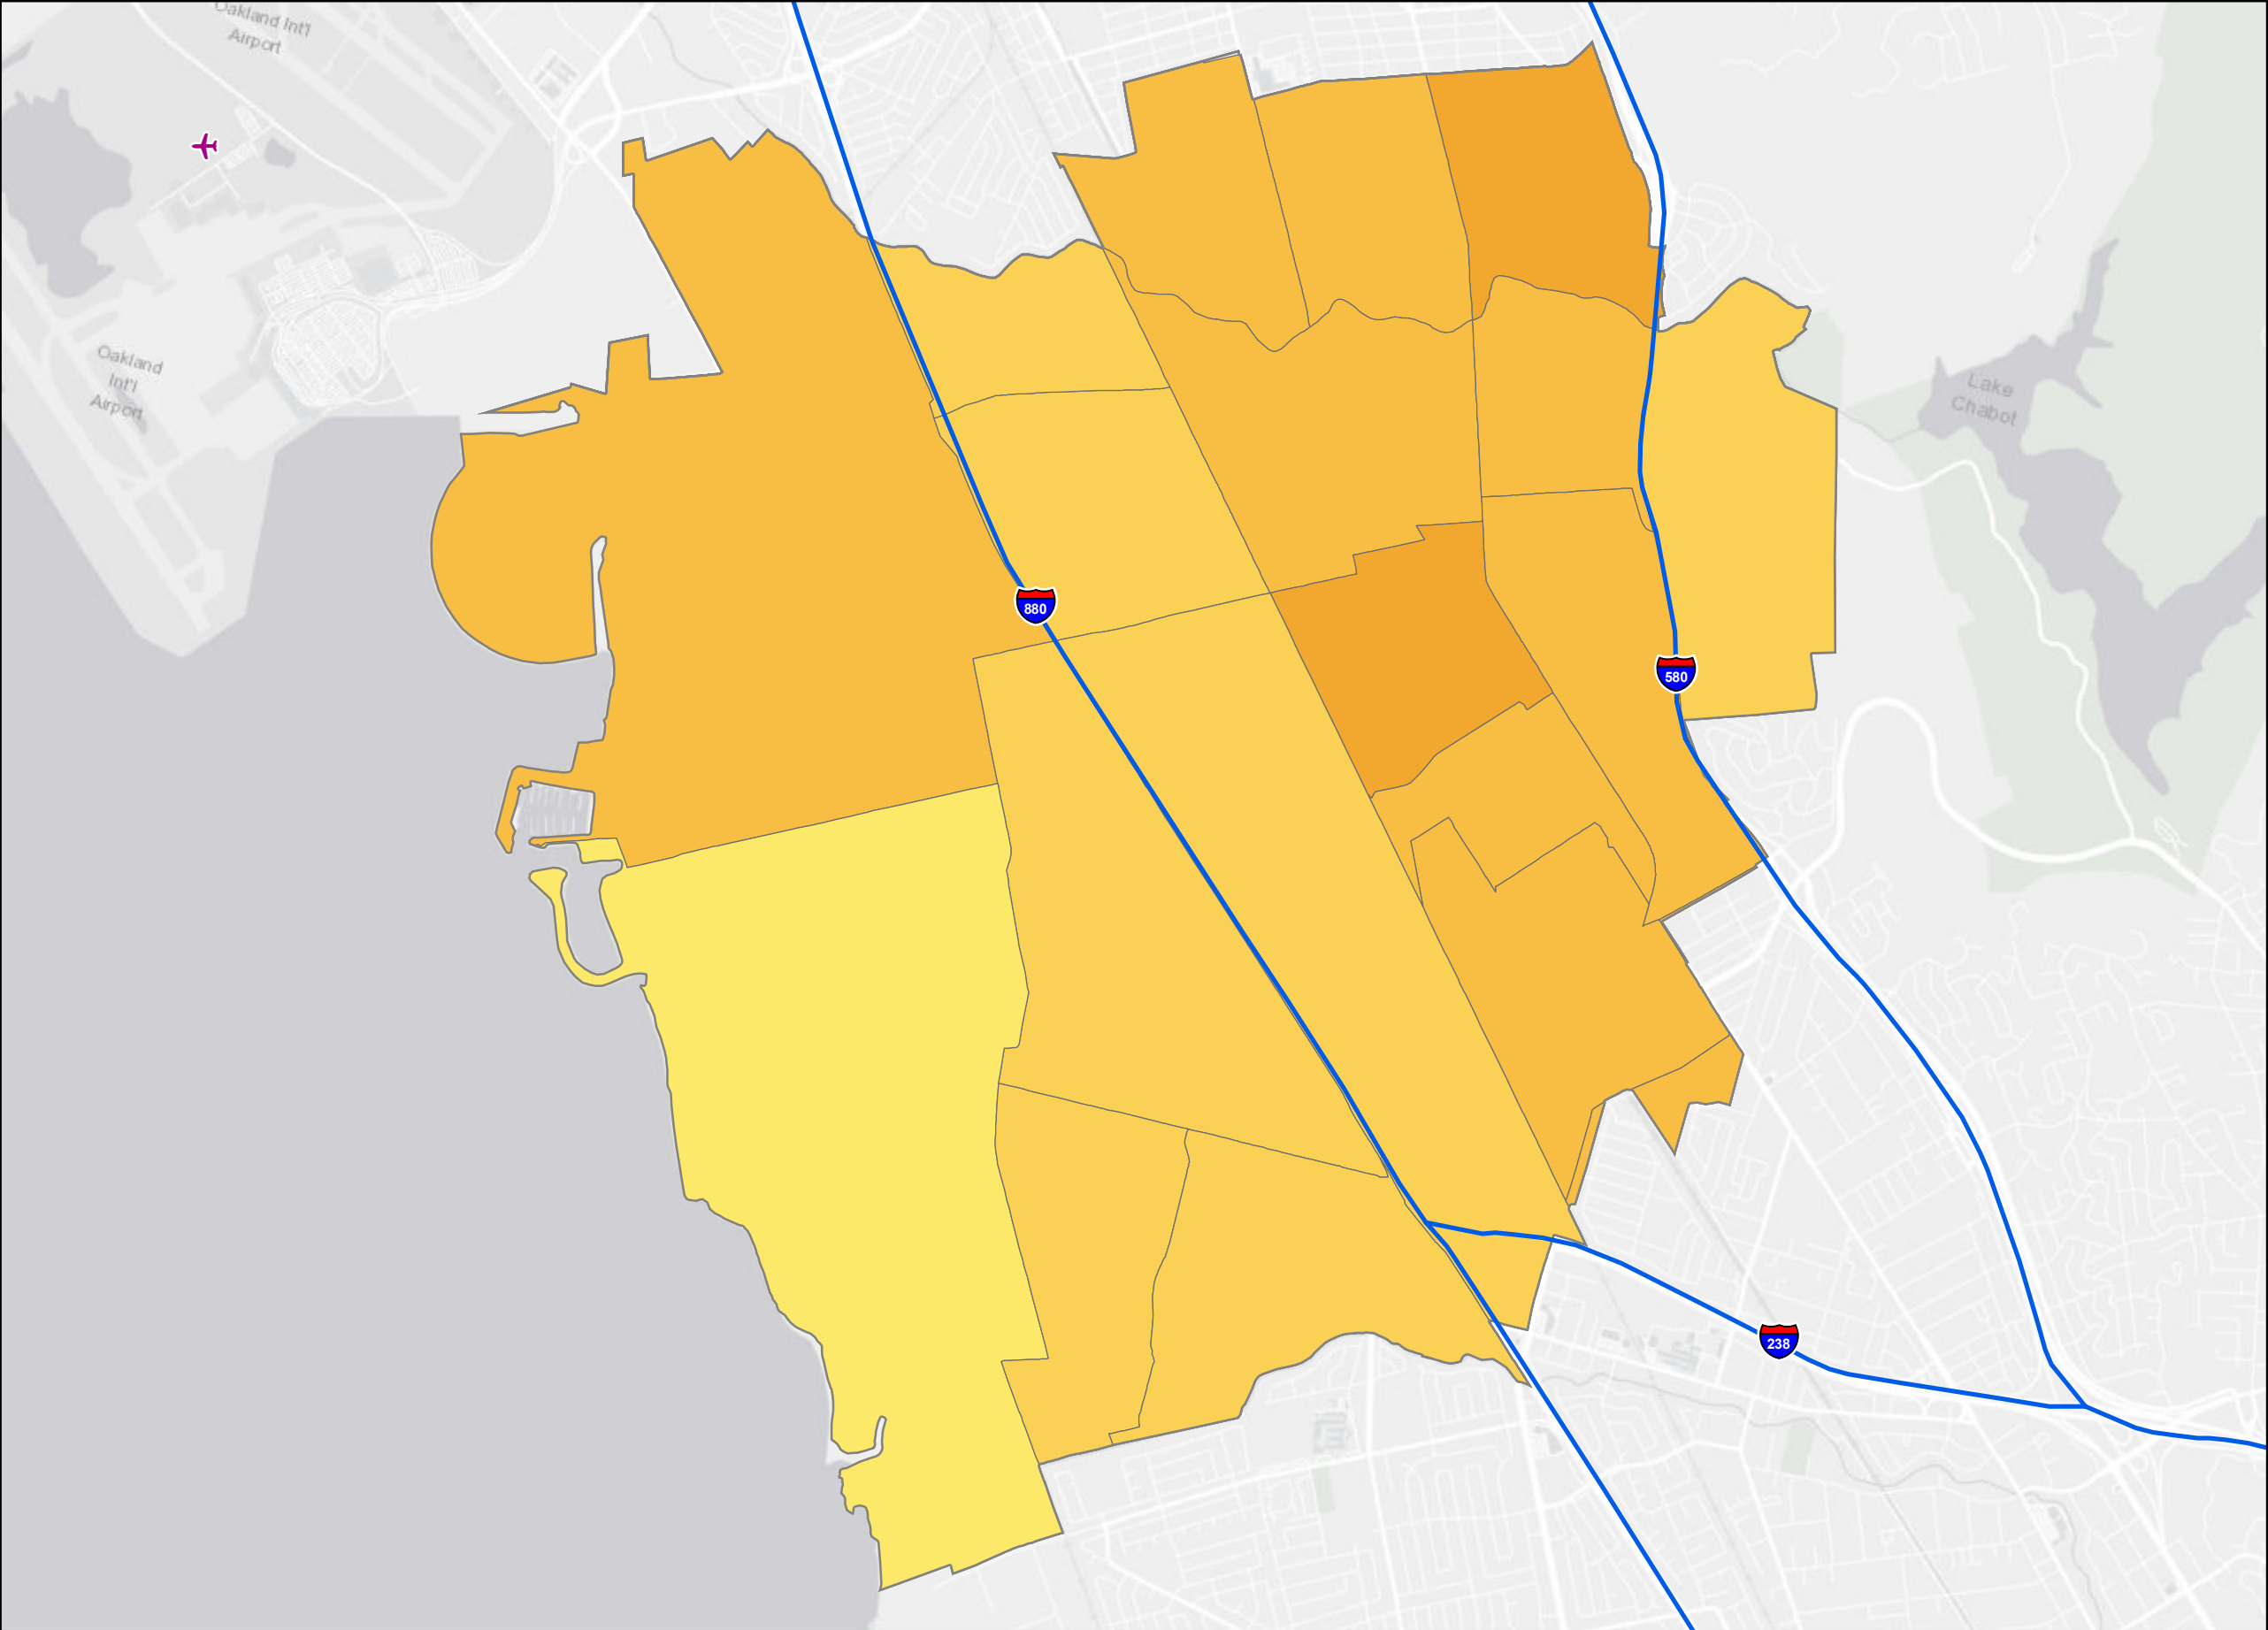 Oakland Int'l
Airport
Oakland
Int'l
Airport
Lake
Chabot
880
580
238